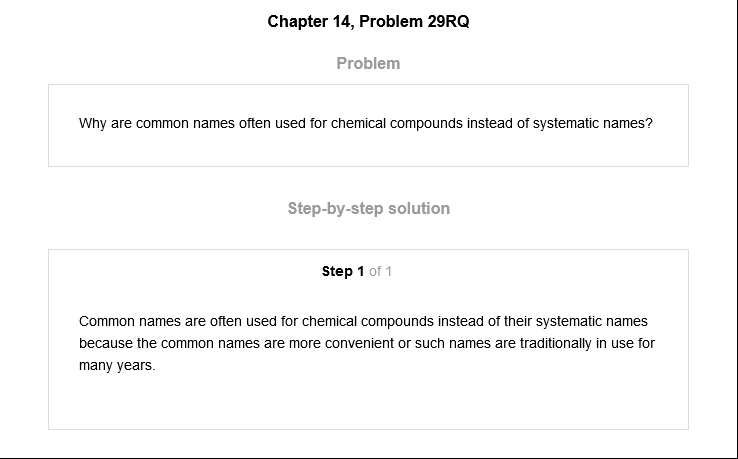 Chapter 14, Problem 29RQ
Problem
Why are common names often used for chemical compounds instead of systematic names?
Step-by-step solution
Step 1 of 1
Common names are often used for chemical compounds instead of their systematic names
because the common names are more convenient or such names are traditionally in use for
many years.